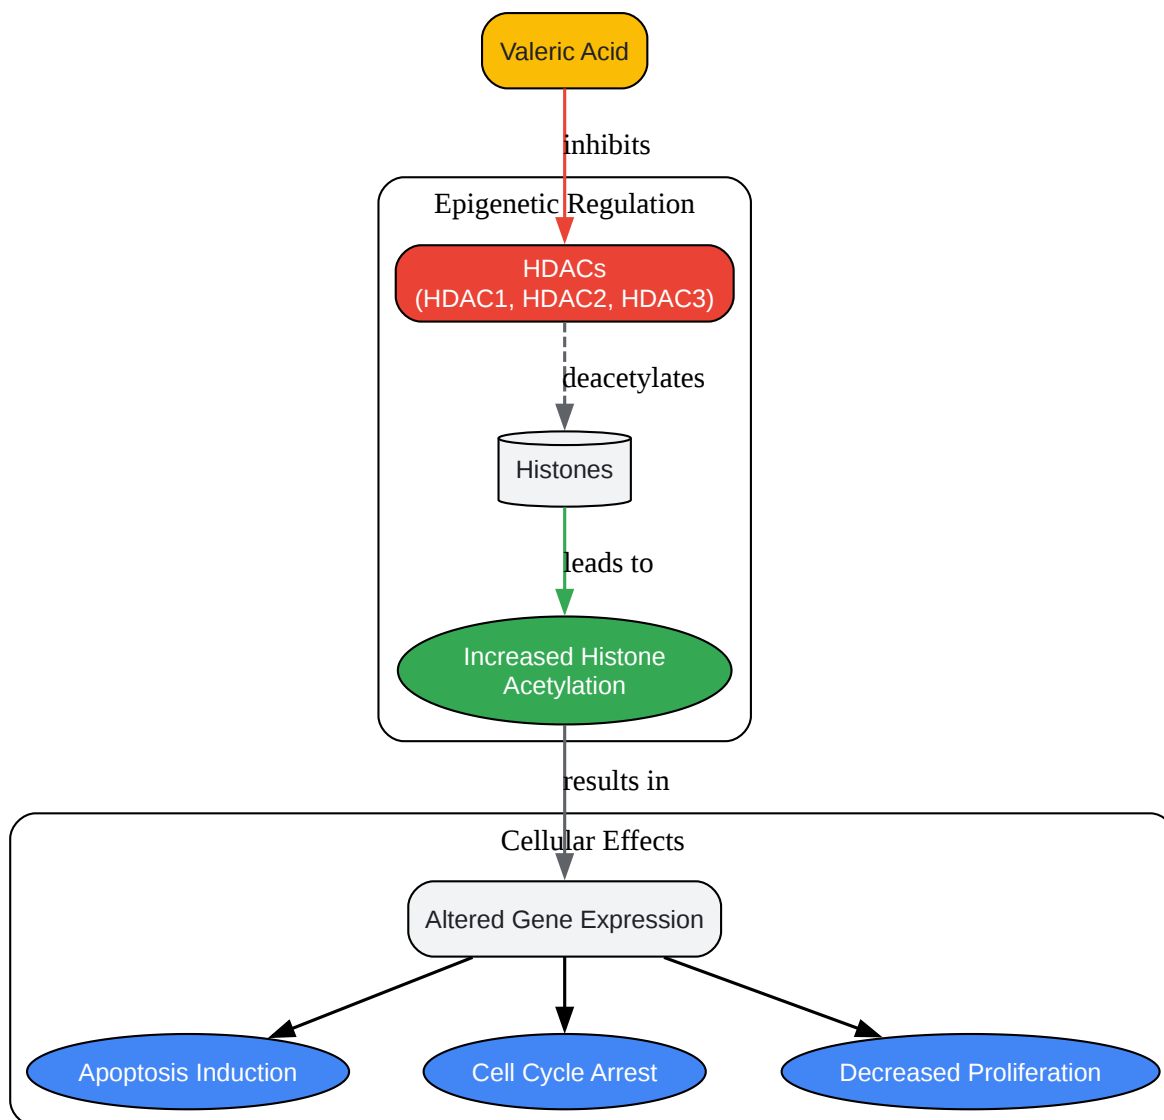 Valeric Acid
inhibits
Epigenetic Regulation
HDACs
(HDAC1, HDAC2, HDAC3)
deacetylates
Histones
leads to
Increased Histone
Acetylation
results in
Cellular Effects
Altered Gene Expression
Apoptosis Induction
Cell Cycle Arrest
Decreased Proliferation